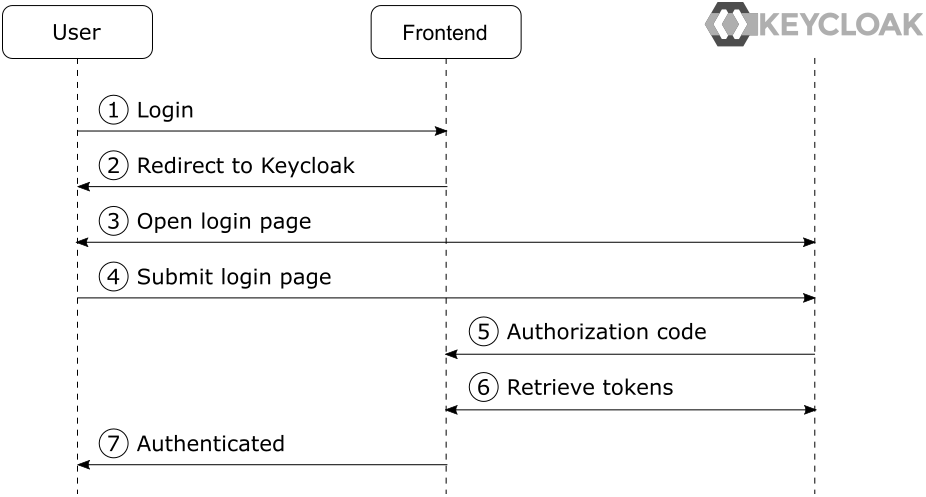 User
Frontend
KEYCLOAK
1 Login
2 Redirect to Keycloak
3 Open login page
4 Submit login page
5 Authorization code
6 Retrieve tokens
7 Authenticated